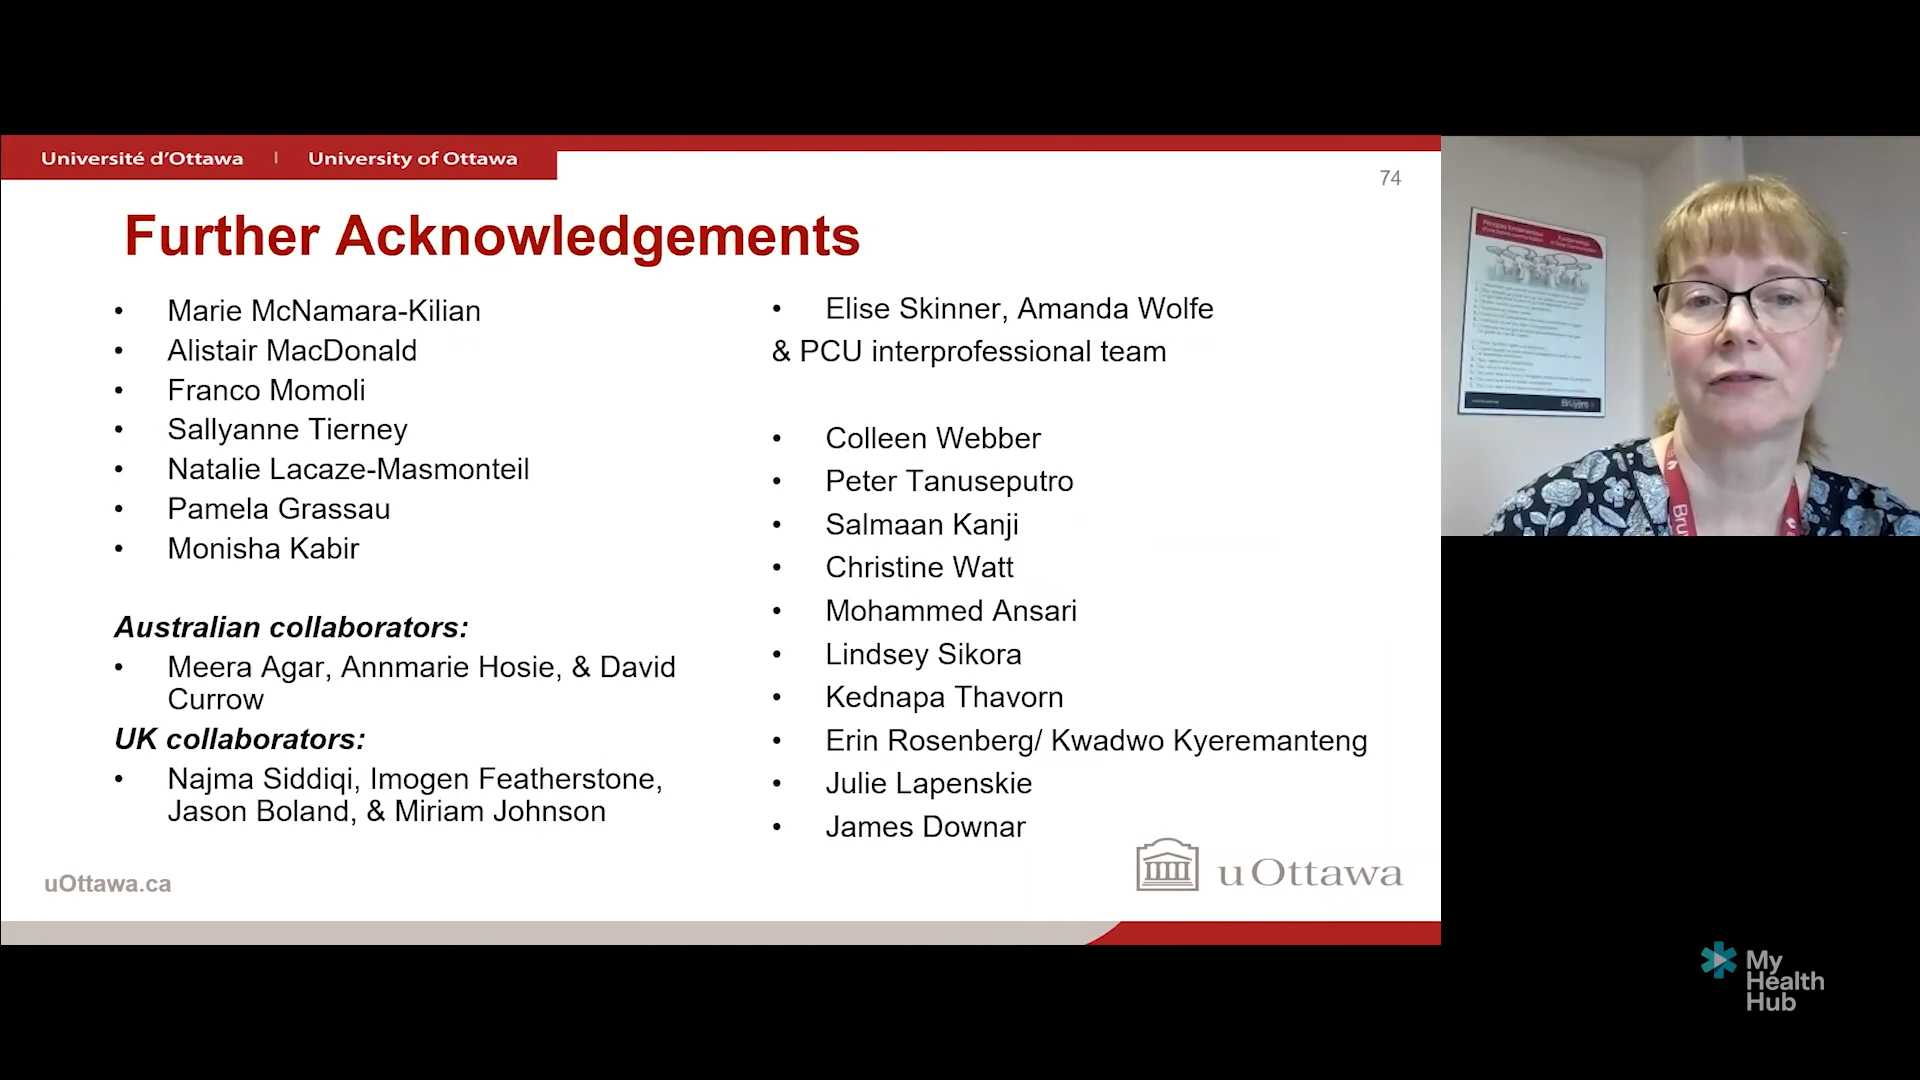 Université d'Ottawa | University of Ottawa
74
Further Acknowledgements
• Marie McNamara-Kilian
• Alistair MacDonald
• Franco Momoli
• Sallyanne Tierney
• Natalie Lacaze-Masmonteil
• Pamela Grassau
• Monisha Kabir
Australian collaborators:
• Meera Agar, Annmarie Hosie, & David
Currow
UK collaborators:
• Najma Siddiqi, Imogen Featherstone,
Jason Boland, & Miriam Johnson
• Elise Skinner, Amanda Wolfe
& PCU interprofessional team
• Colleen Webber
• Peter Tanuseputro
• Salmaan Kanji
• Christine Watt
• Mohammed Ansari
• Lindsey Sikora
• Kednapa Thavorn
• Erin Rosenberg/ Kwadwo Kyeremanteng
• Julie Lapenskie
• James Downar
uOttawa.ca
uOttawa
Bruyère
Bru
My
Health
Hub